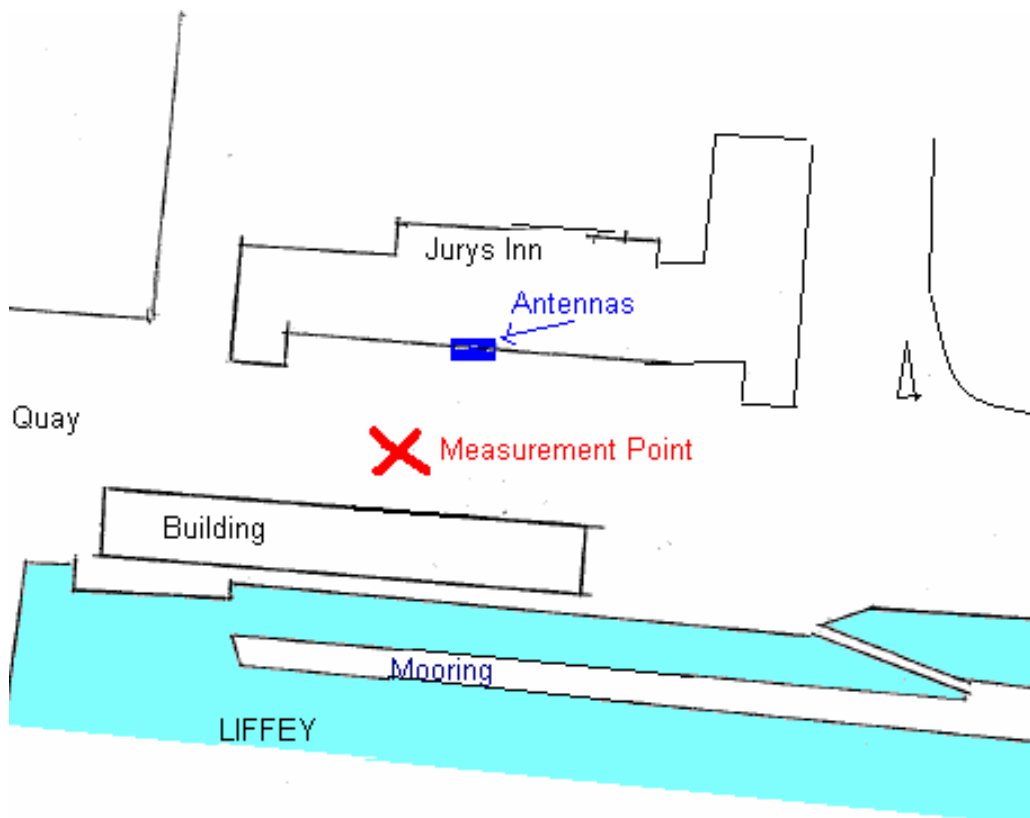 Jurys Inn
Antennas
Quay
Measurement Point
Building
Mooring
LIFFEY